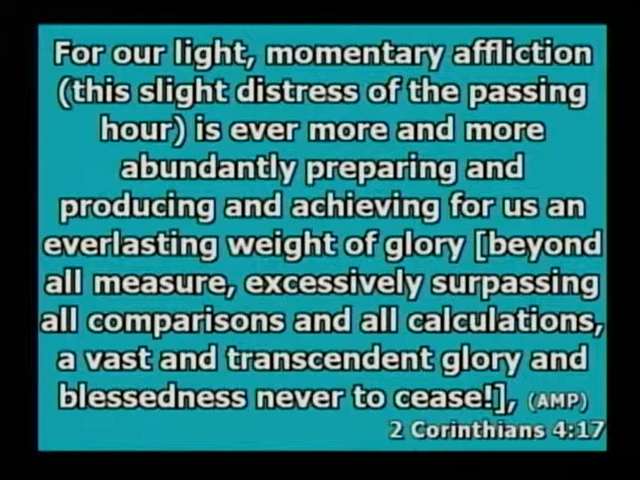 For our light, momentary affliction
(this slight distress of the passing
hour) is ever more and more
abundantly preparing and
producing and achieving for us an
everlasting weight of glory [beyond
all measure, excessively surpassing
all comparisons and all calculations,
a vast and transcendent glory and
blessedness never to cease!], (AMP)
2 Corinthians 4:17